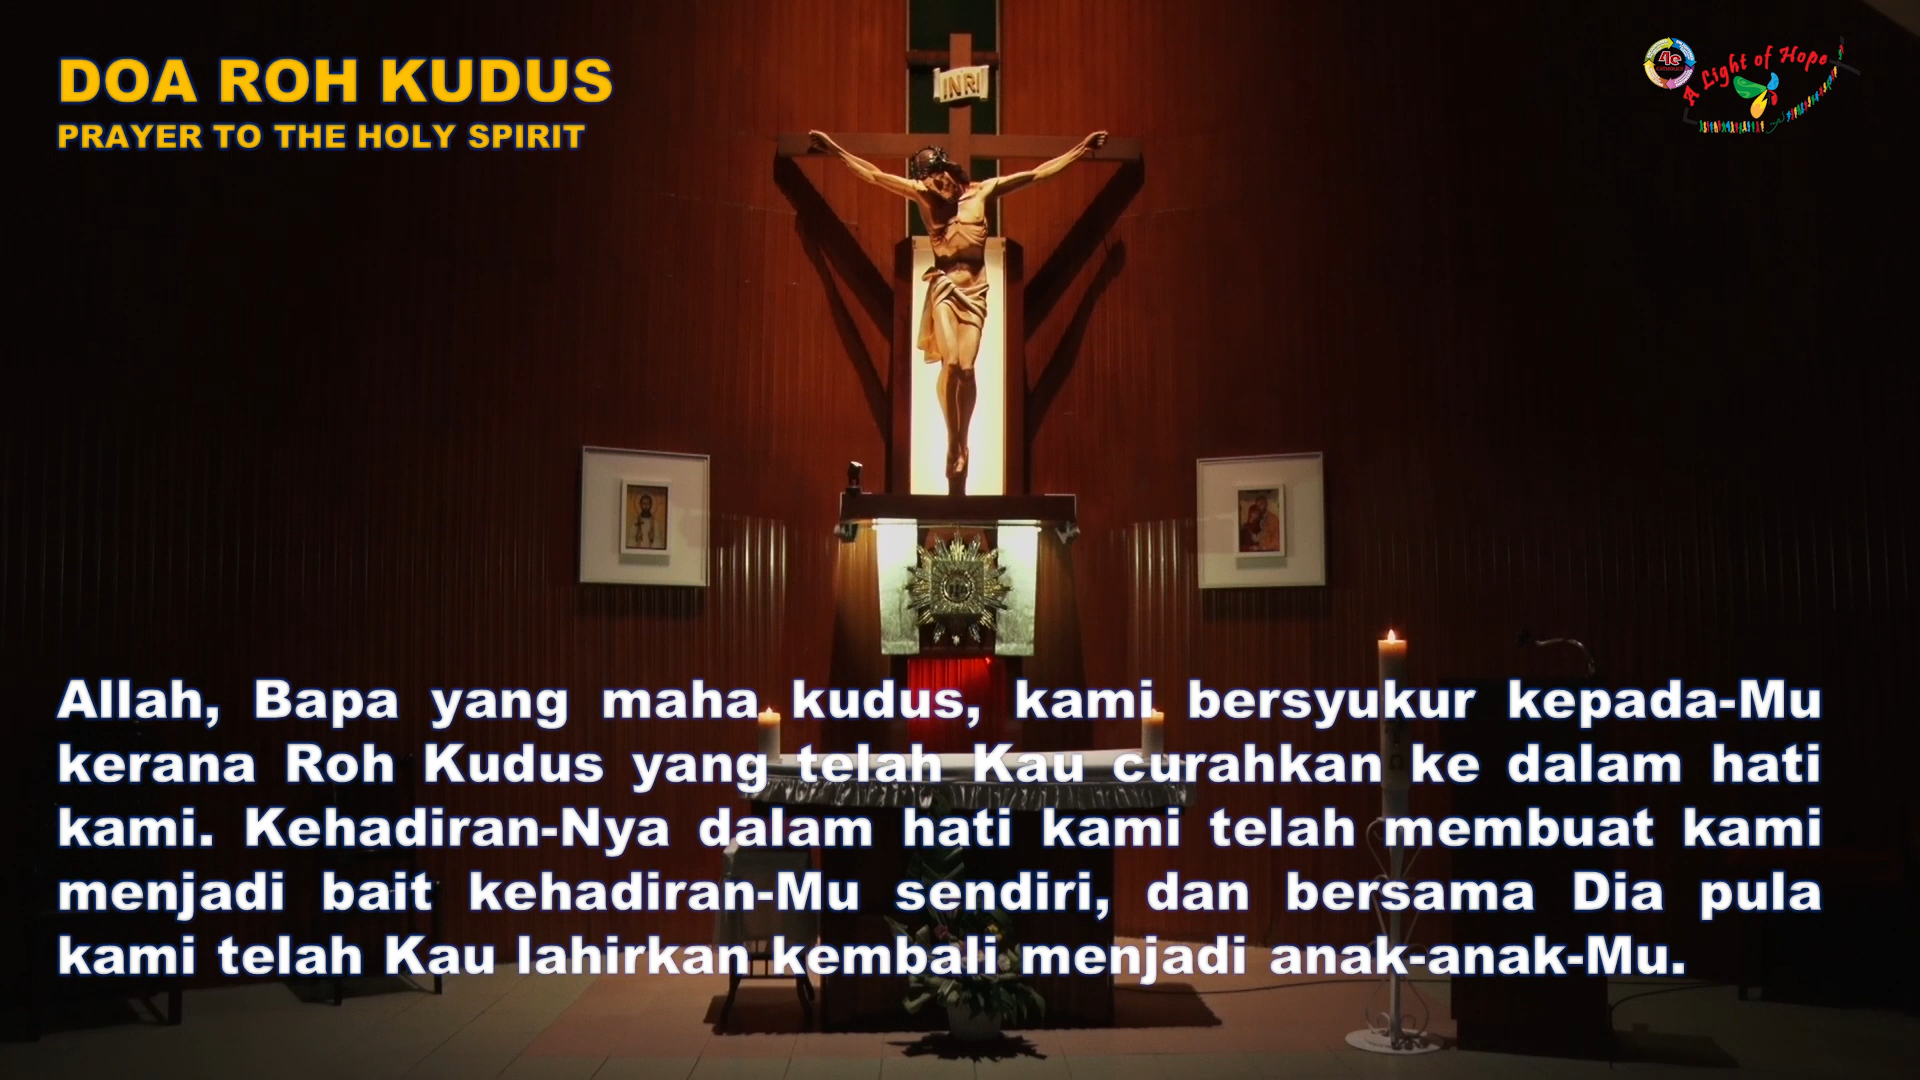 DOA ROH KUDUS
PRAYER TO THE HOLY SPIRIT
4c
A Light of Hope
INRI
Allah, Bapa yang maha kudus, kami bersyukur kepada-Mu
kerana Roh Kudus yang telah Kau curahkan ke dalam hati
kami. Kehadiran-Nya dalam hati kami telah membuat kami
menjadi bait kehadiran-Mu sendiri, dan bersama Dia pula
kami telah Kau lahirkan kembali menjadi anak-anak-Mu.